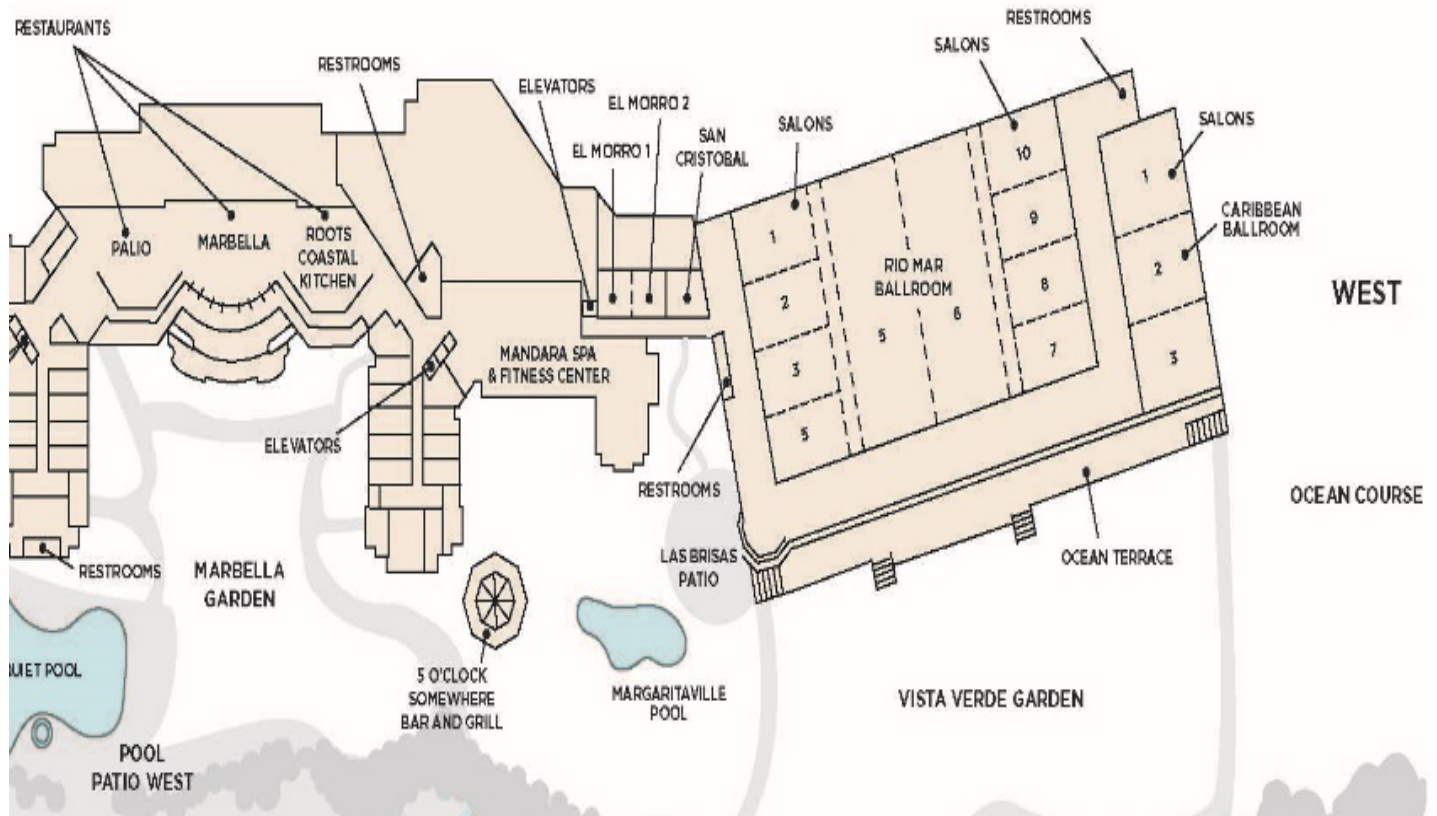 RESTROOMS
RESTAURANTS
SALONS
RESTROOMS
ELEVATORS
EL MORRO 2
SALONS
SALONS
EL MORRO 1
SAN
CRISTOBAL
10
1
CARIBBEAN
BALLROOM
PALIO
MARBELLA
ROOTS
COASTAL
KITCHEN
1
9
RIO MAR
BALLROOM
2
WEST
2
8
5
6
3
7
3
MANDARA SPA
& FITNESS CENTER
5
ELEVATORS
RESTROOMS
OCEAN COURSE
RESTROOMS
MARBELLA
GARDEN
LAS BRISAS
PATIO
OCEAN TERRACE
UIET POOL
5 O'CLOCK
SOMEWHERE
BAR AND GRILL
MARGARITAVILLE
POOL
VISTA VERDE GARDEN
POOL
PATIO WEST